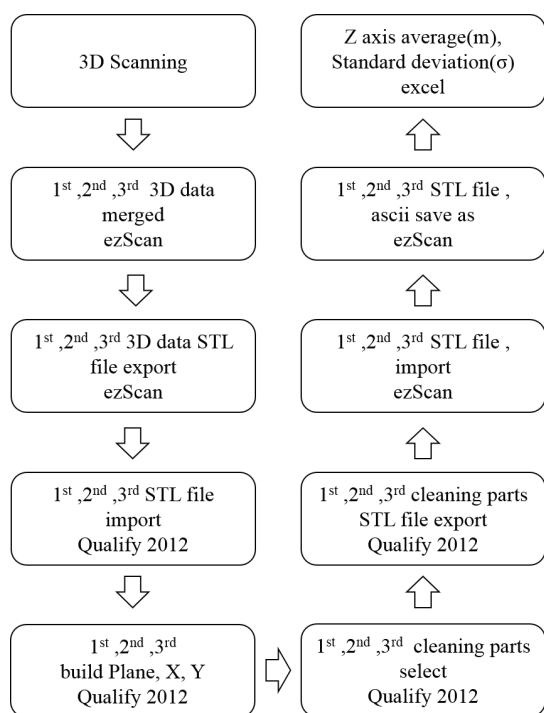 3D Scanning
1st ,2nd ,3rd 3D data
merged
ezScan
1st ,2nd ,3rd 3D data STL
file export
ezScan
1st ,2nd ,3rd STL file
import
Qualify 2012
1st ,2nd ,3rd
build Plane, X, Y
Qualify 2012
1st ,2nd ,3rd cleaning parts
select
Qualify 2012
1st ,2nd ,3rd cleaning parts
STL file export
Qualify 2012
1st ,2nd ,3rd STL file ,
import
ezScan
1st ,2nd ,3rd STL file ,
ascii save as
ezScan
Z axis average(m),
Standard deviation(σ)
excel